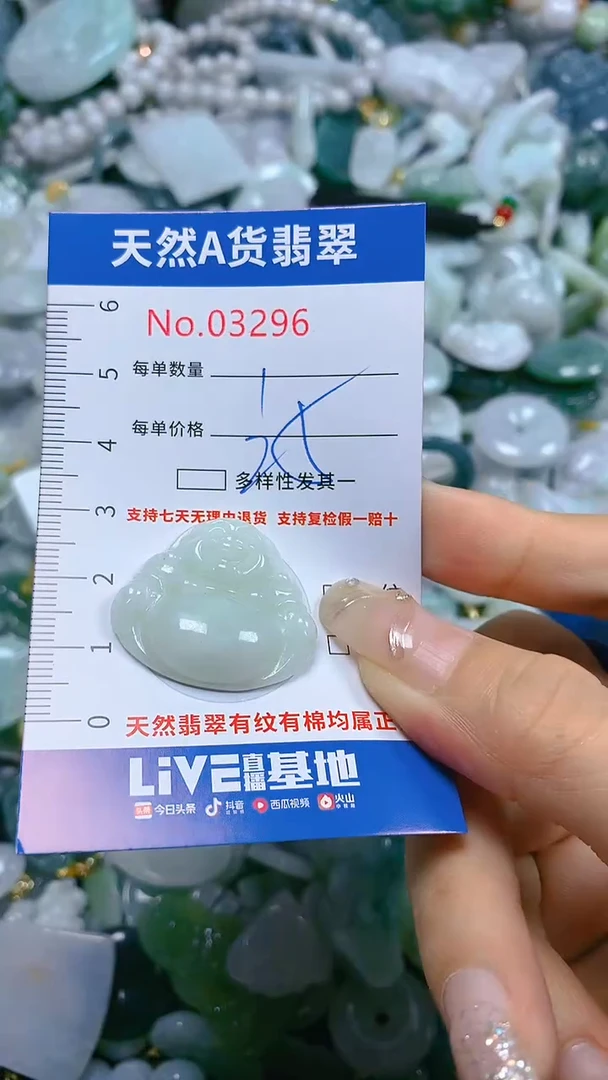 天然A货翡翠
No.03296
每单数量
每单价格
多样性发其一
支持七天无理由退货 支持复检假一赔十
6
5
4
3
2
1
0
天然翡翠有纹有棉均属正
LiVE直播基地
今日头条 抖音 西瓜视频 火山